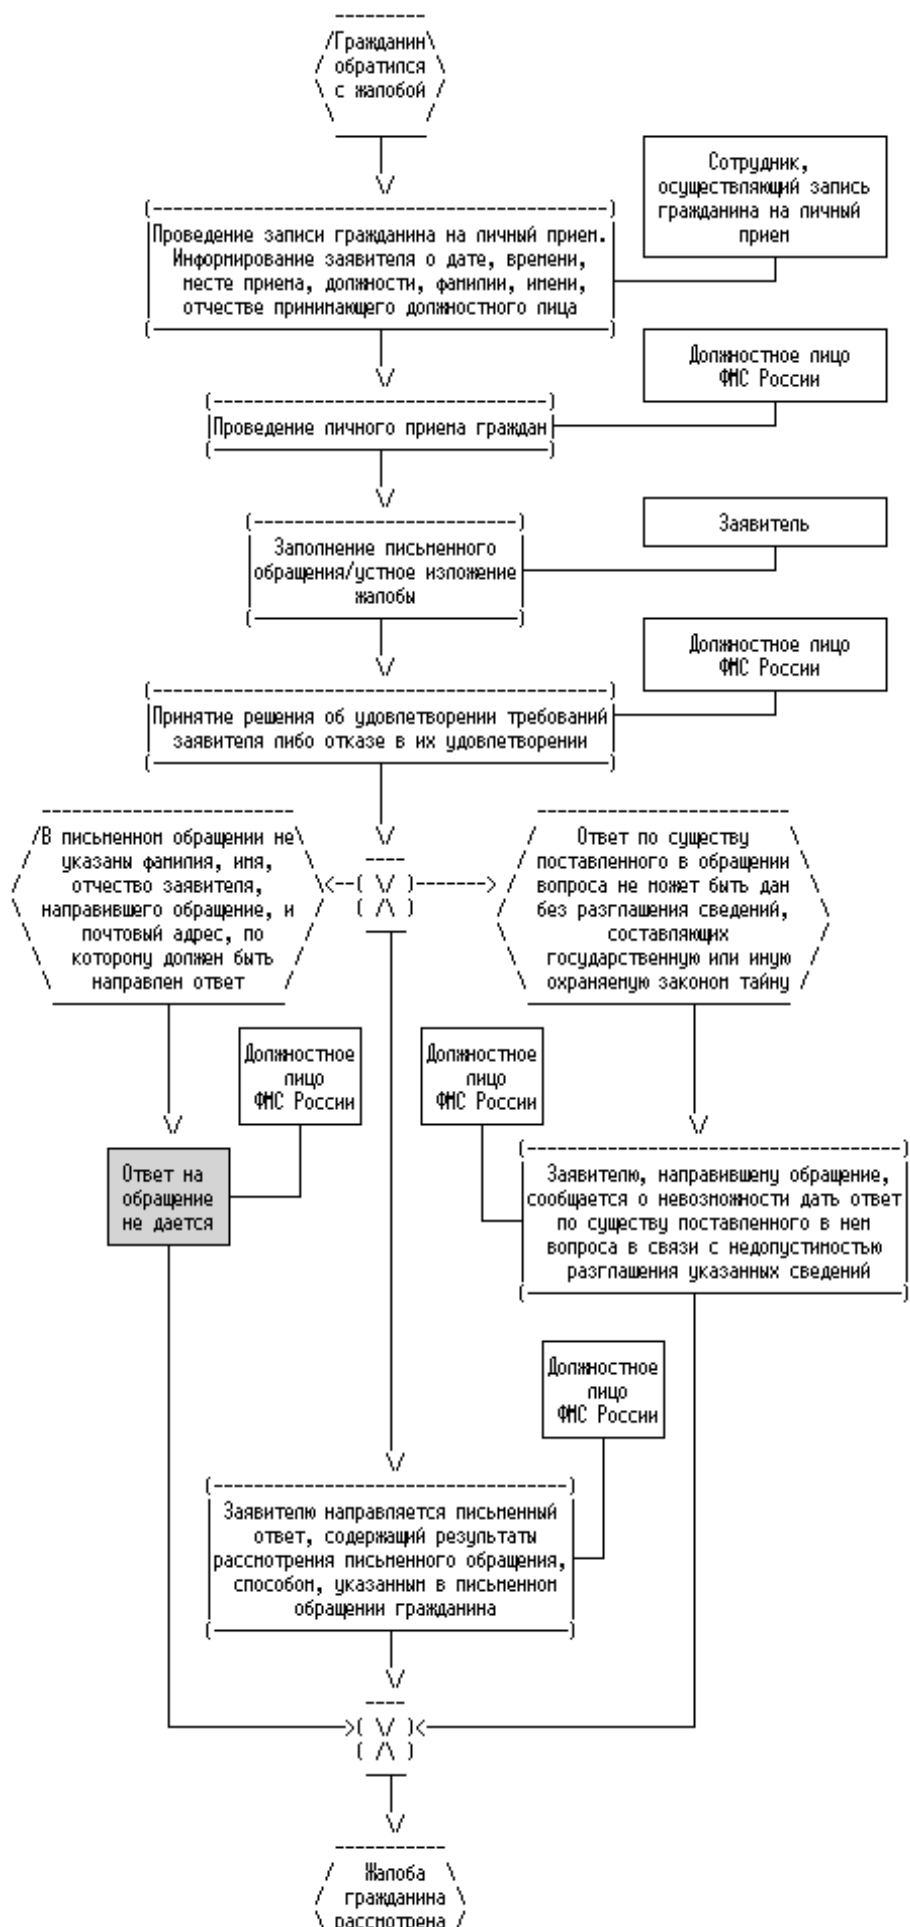 Гражданин
обратился
с жалобой
Сотрудник,
осуществляющий запись
гражданина на личный
прием
Проведение записи гражданина на личный прием.
Информирование заявителя о дате, времени,
месте приема, должности, фамилии, имени,
отчестве принимающего должностного лица
Должностное лицо
ФМС России
Проведение личного приема граждан
Заявитель
Заполнение письменного
обращения/устное изложение
жалобы
Должностное лицо
ФМС России
Принятие решения об удовлетворении требований
заявителя либо отказе в их удовлетворении
В письменном обращении не
указаны фамилия, имя,
отчество заявителя,
направившего обращение, и
почтовый адрес, по
которому должен быть
направлен ответ
Ответ по существу
поставленного в обращении
вопроса не может быть дан
без разглашения сведений,
составляющих
государственную или иную
охраняемую законом тайну
Должностное
лицо
ФМС России
Должностное
лицо
ФМС России
Ответ на
обращение
не дается
Заявителю, направившему обращение,
сообщается о невозможности дать ответ
по существу поставленного в нем
вопроса в связи с недопустимостью
разглашения указанных сведений
Должностное
лицо
ФМС России
Заявителю направляется письменный
ответ, содержащий результаты
рассмотрения письменного обращения,
способом, указанным в письменном
обращении гражданина
Жалоба
гражданина
рассмотрена